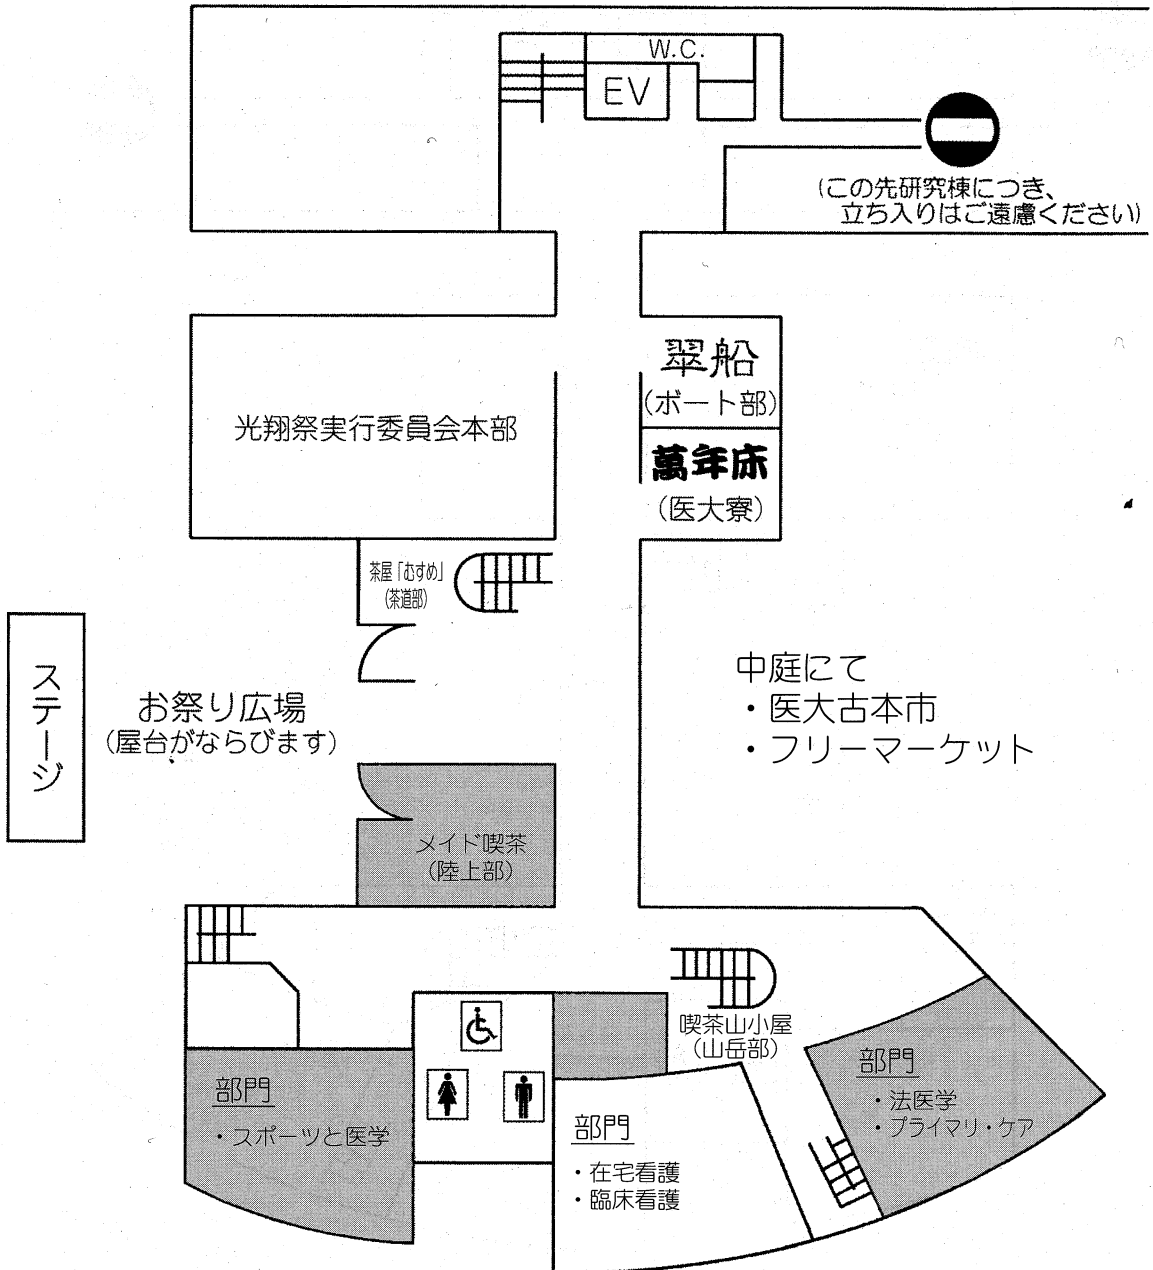 W.C.
EV
(この先研究棟につき、
立ち入りはご遠慮ください)
翠船
(ボート部)
光翔祭実行委員会本部
萬年床
(医大寮)
茶屋「むすめ」
(茶道部)
ステージ
お祭り広場
(屋台がならびます)
中庭にて
・医大古本市
・フリーマーケット
メイド喫茶
(陸上部)
喫茶山小屋
(山岳部)
部門
・法医学
・プライマリ・ケア
部門
・スポーツと医学
部門
・在宅看護
・臨床看護